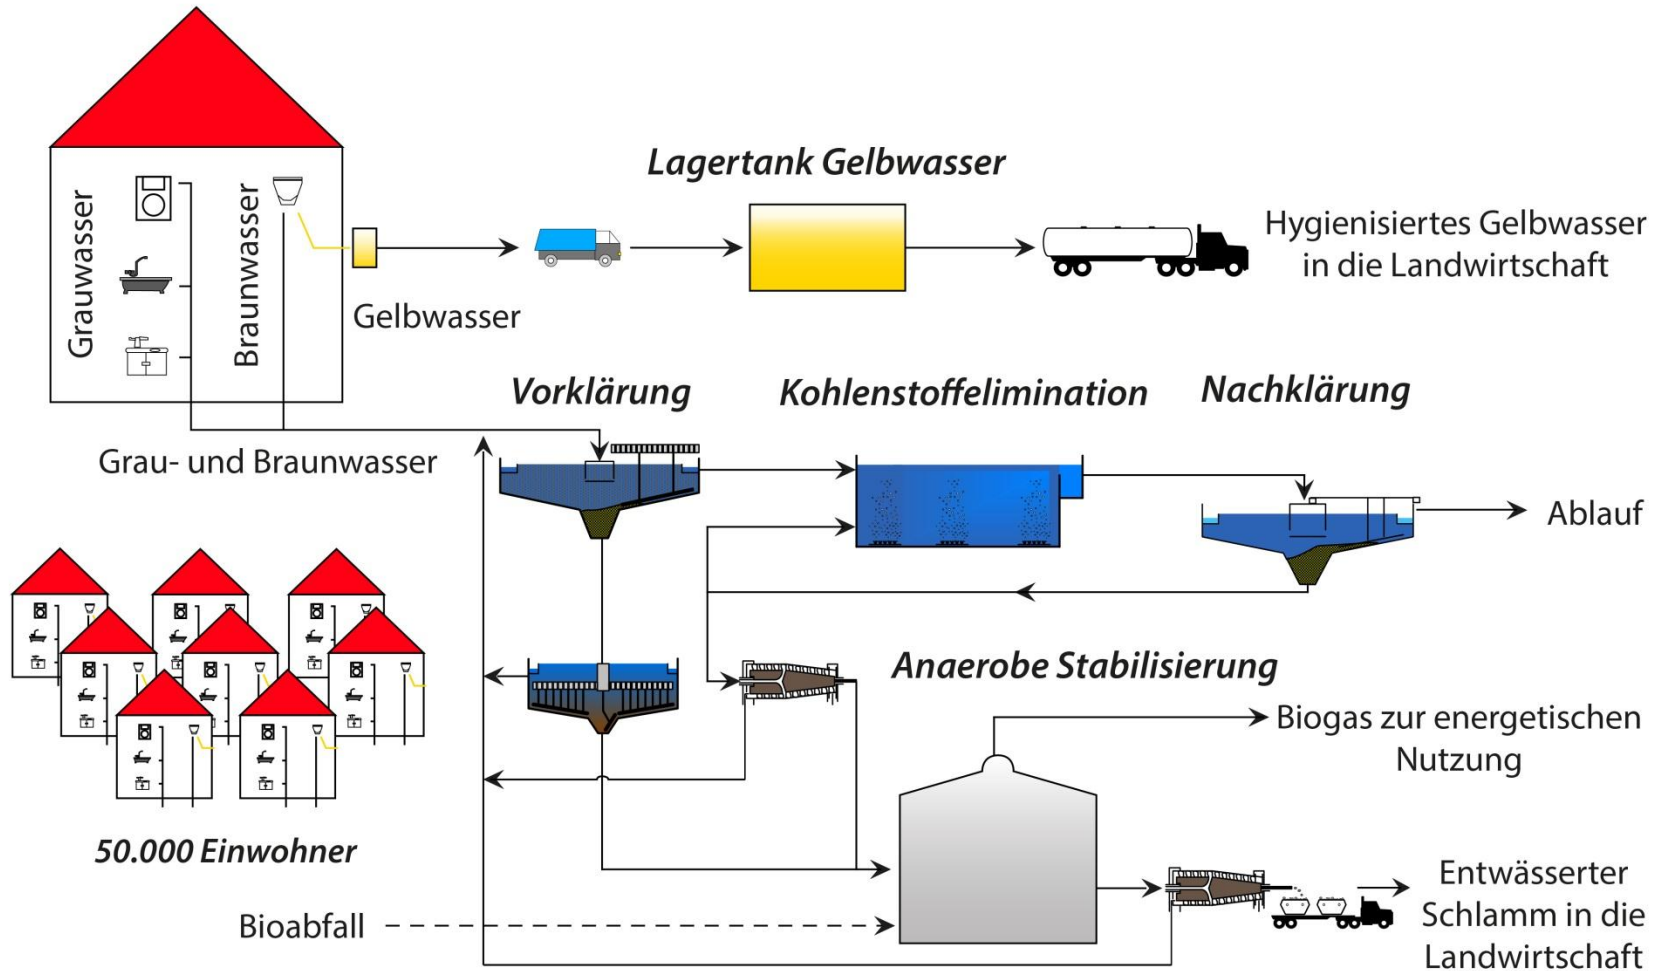 Lagertank Gelbwasser
Grauwasser
Braunwasser
Hygienisiertes Gelbwasser
in die Landwirtschaft
Gelbwasser
Vorklärung
Kohlenstoffelimination
Nachklärung
Grau- und Braunwasser
Ablauf
Anaerobe Stabilisierung
Biogas zur energetischen
Nutzung
50.000 Einwohner
Bioabfall
Entwässerter
Schlamm in die
Landwirtschaft